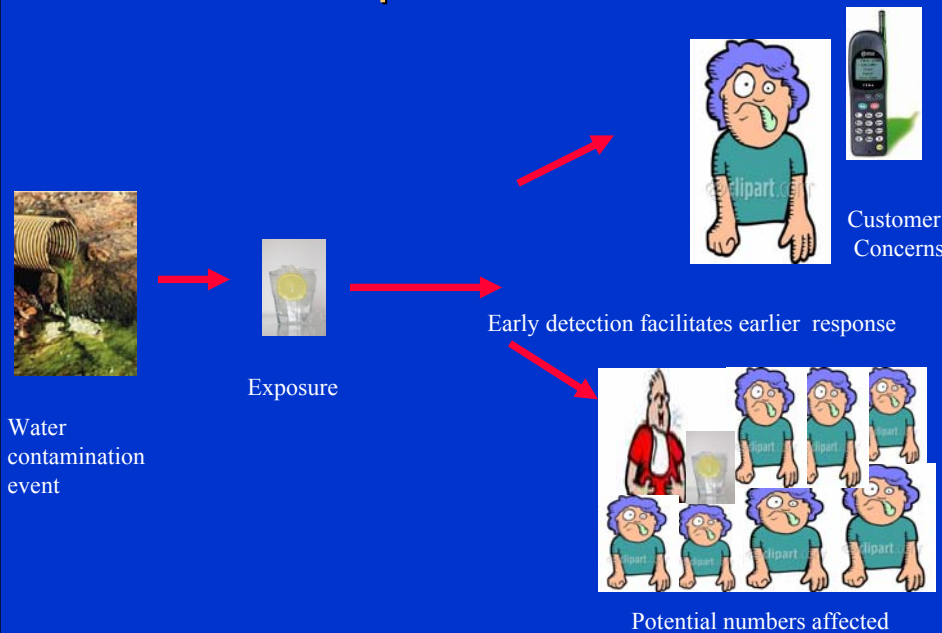 Customer
Concerns
Early detection facilitates earlier response
Exposure
Water
contamination
event
Potential numbers affected